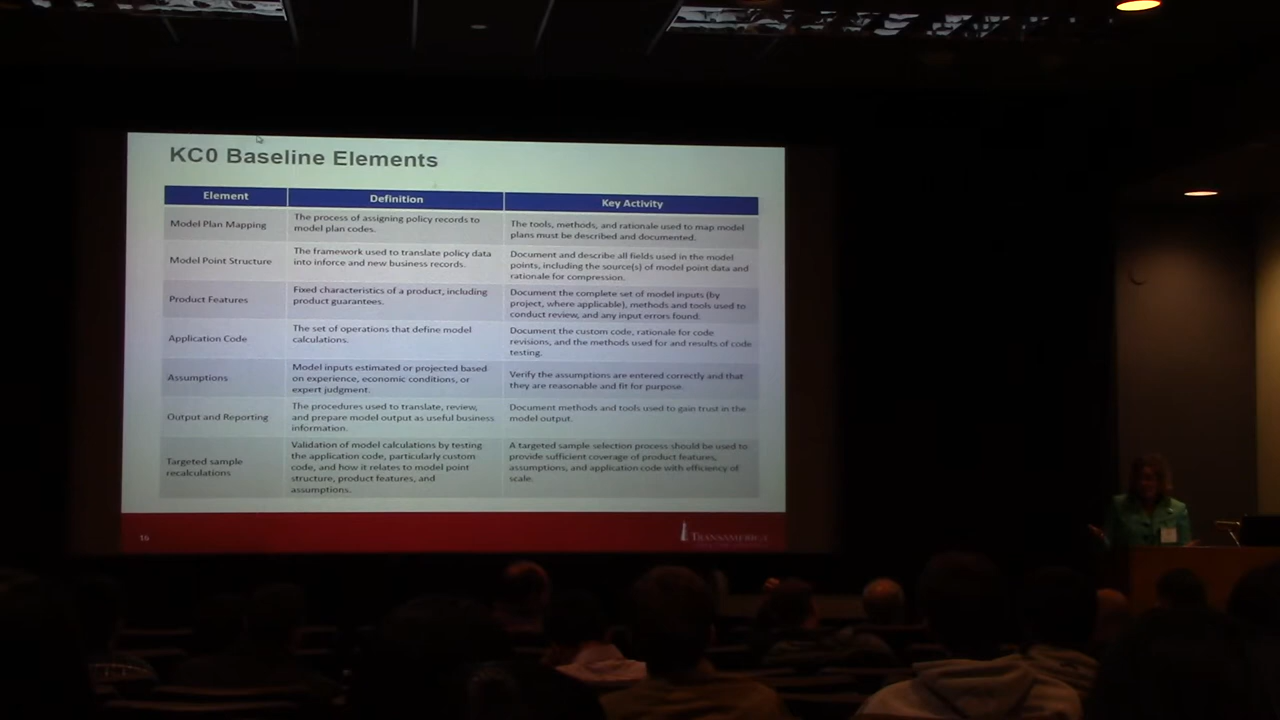 KC0 Baseline Elements
Element
Definition
Key Activity
Model Plan Mapping
The process of assigning policy records to
model plan codes.
The tools, methods, and rationale used to map model
plans must be described and documented.
Model Point Structure
The framework used to translate policy data
into inforce and new business records.
Document and describe all fields used in the model
points, including the source(s) of model point data and
rationale for compression.
Product Features
Fixed characteristics of a product, including
product guarantees.
Document the complete set of model inputs (by
project, where applicable), methods and tools used to
conduct review, and any input errors found.
Application Code
The set of operations that define model
calculations.
Document the custom code, rationale for code
revisions, and the methods used for and results of code
testing.
Assumptions
Model inputs estimated or projected based
on experience, economic conditions, or
expert judgment.
Verify the assumptions are entered correctly and that
they are reasonable and fit for purpose.
Output and Reporting
The procedures used to translate, review,
and prepare model output as useful business
information.
Document methods and tools used to gain trust in the
model output.
Targeted sample
recalculations
Validation of model calculations by testing
the application code, particularly custom
code, and how it relates to model point
structure, product features, and
assumptions.
A targeted sample selection process should be used to
provide sufficient coverage of product features,
assumptions, and application code with efficiency of
scale.
16
TRANSAMERICA